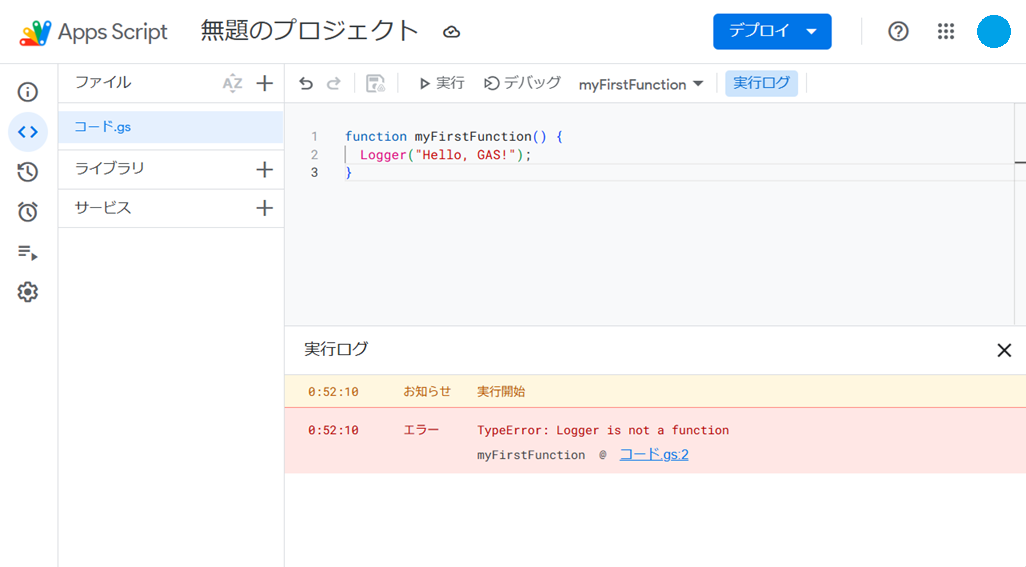 Apps Script 無題のプロジェクト デプロイ
ファイル AZ 実行 デバッグ myFirstFunction 実行ログ
コード.gs
ライブラリ
サービス
1 function myFirstFunction() {
2 Logger("Hello, GAS!");
3 }
実行ログ
0:52:10 お知らせ 実行開始
0:52:10 エラー TypeError: Logger is not a function
myFirstFunction @ コード.gs:2